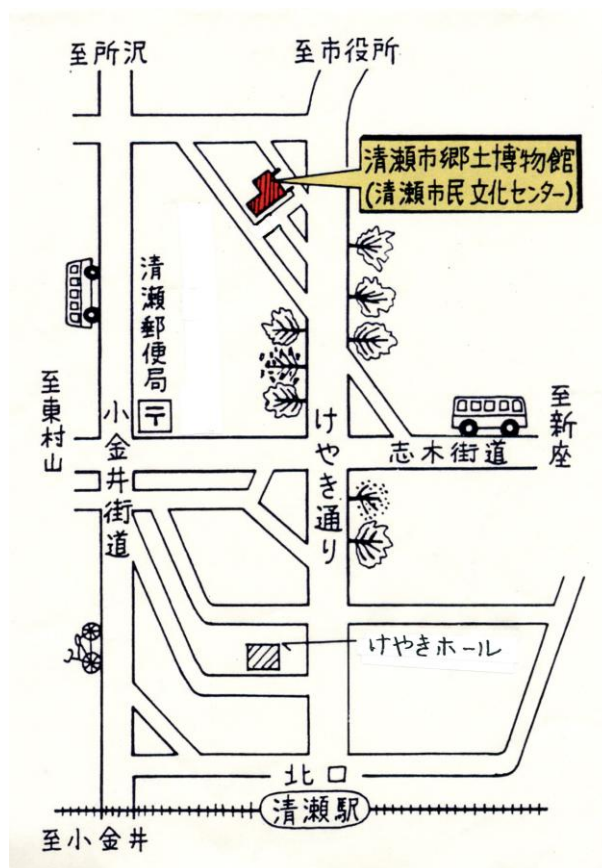 至所沢
至市役所
清瀬市郷土博物館
(清瀬市民文化センター)
清瀬郵便局
〒
至東村山
小金井街道
けやき通り
志木街道
至新座
けやきホール
北口
清瀬駅
至小金井